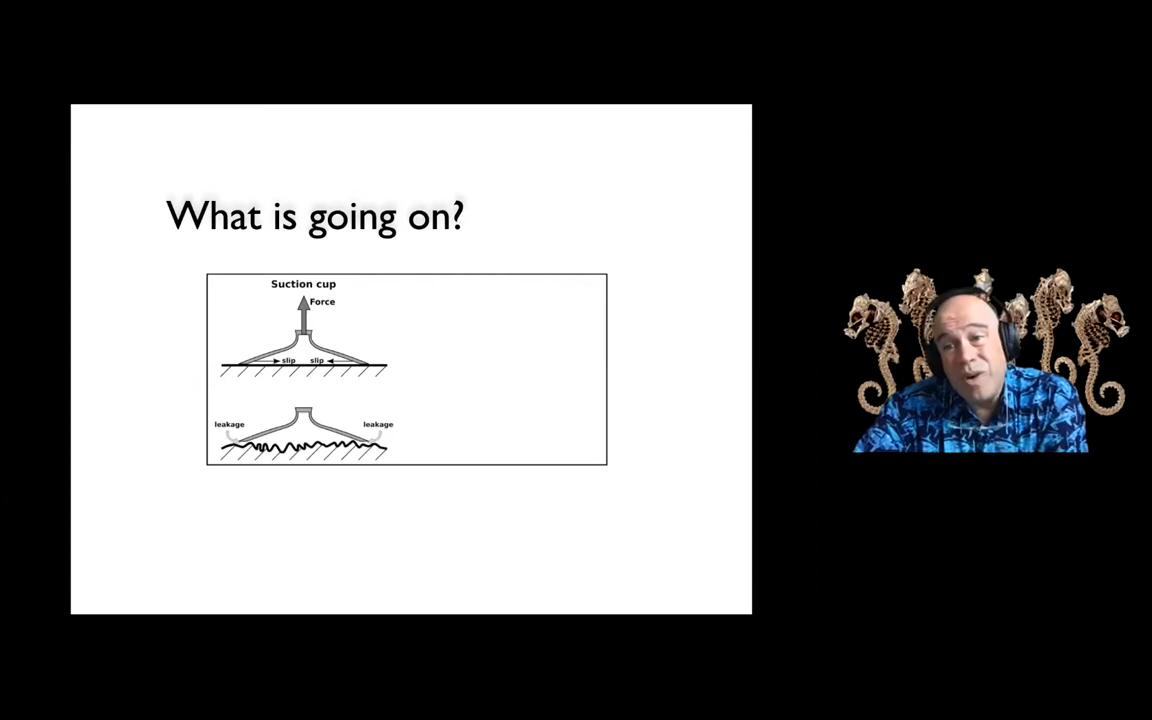 What is going on?
Suction cup
Force
slip slip
leakage leakage